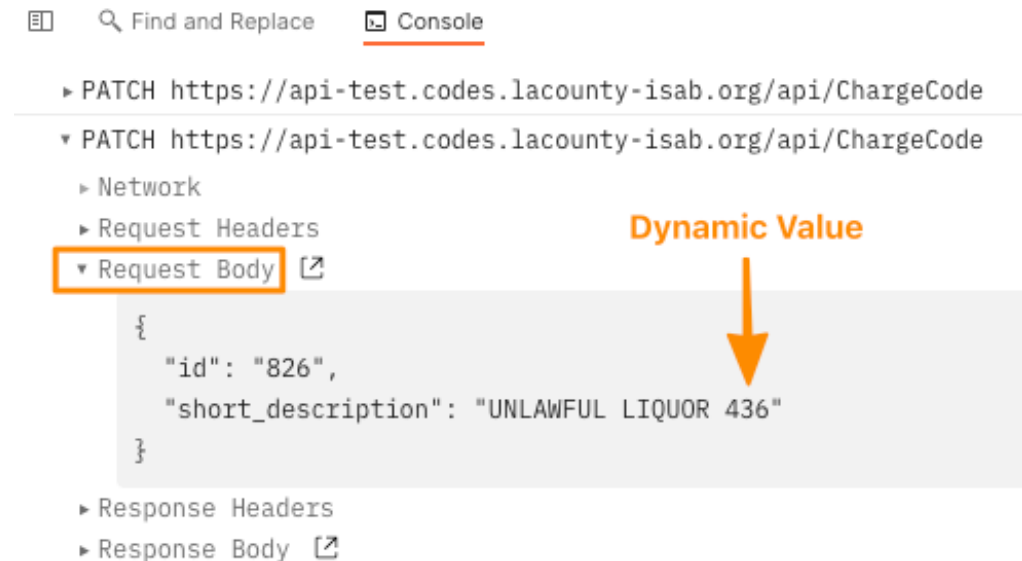 Find and Replace Console
PATCH https://api-test.codes.lacounty-isab.org/api/ChargeCode
PATCH https://api-test.codes.lacounty-isab.org/api/ChargeCode
Network
Request Headers
Dynamic Value
Request Body
{
"id": "826",
"short_description": "UNLAWFUL LIQUOR 436"
}
Response Headers
Response Body